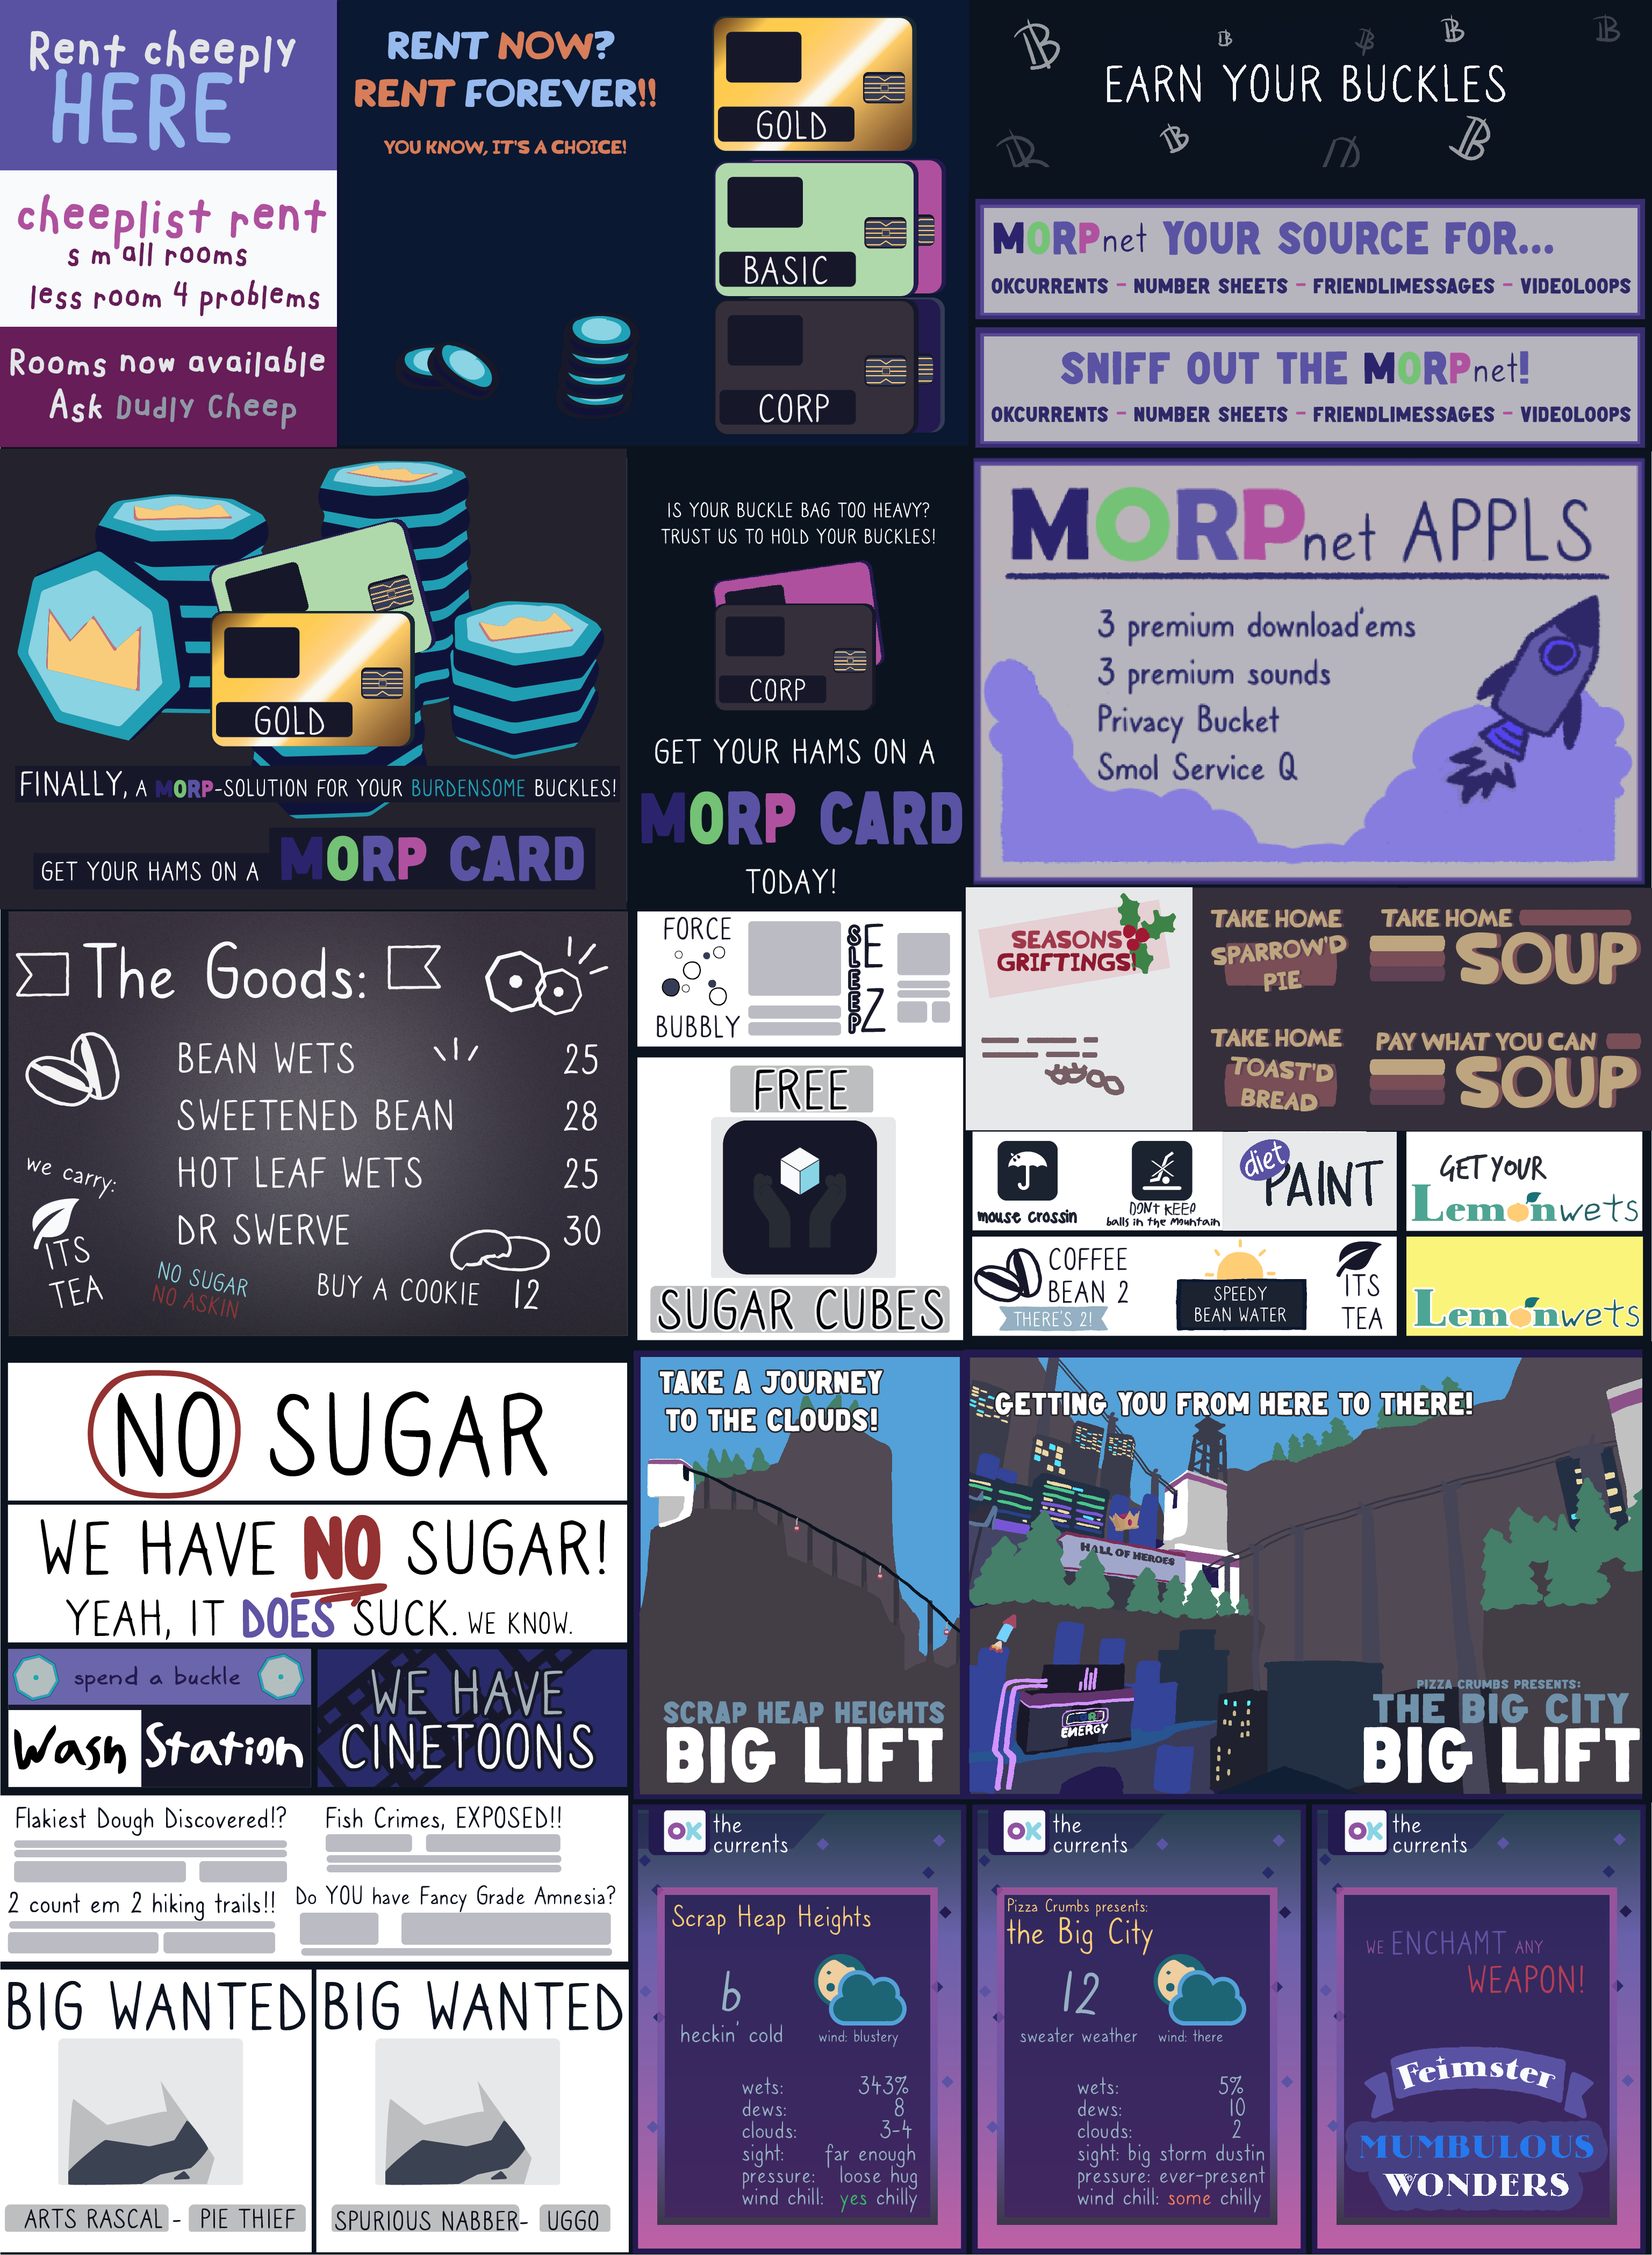 Rent cheeply
HERE
cheeplist rent
small rooms
less room 4 problems
Rooms now available
Ask Dudly Cheep
RENT NOW?
RENT FOREVER!!
YOU KNOW, IT'S A CHOICE!
GOLD
BASIC
CORP
EARN YOUR BUCKLES
MORPnet YOUR SOURCE FOR...
OKCURRENTS - NUMBER SHEETS - FRIENDLIMESSAGES - VIDEOLOOPS
SNIFF OUT THE MORPnet!
OKCURRENTS - NUMBER SHEETS - FRIENDLIMESSAGES - VIDEOLOOPS
GOLD
FINALLY, A MORP-SOLUTION FOR YOUR BURDENSOME BUCKLES!
GET YOUR HAMS ON A MORP CARD
IS YOUR BUCKLE BAG TOO HEAVY?
TRUST US TO HOLD YOUR BUCKLES!
CORP
GET YOUR HAMS ON A
MORP CARD
TODAY!
MORPnet APPLS
3 premium download'ems
3 premium sounds
Privacy Bucket
Smol Service Q
The Goods:
BEAN WETS 25
SWEETENED BEAN 28
HOT LEAF WETS 25
DR SWERVE 30
we carry:
ITS
TEA
NO SUGAR
NO ASKIN
BUY A COOKIE 12
FORCE
BUBBLY
SLEEP
EZ
FREE
SUGAR CUBES
SEASONS
GRIFTINGS!
TAKE HOME
SPARROW'D
PIE
TAKE HOME
SOUP
TAKE HOME
TOAST'D
BREAD
PAY WHAT YOU CAN
SOUP
mouse crossin
DON'T KEEP
balls in the Mountain
diet
PAINT
GET YOUR
Lemonwets
COFFEE
BEAN 2
THERE'S 2!
SPEEDY
BEAN WATER
ITS
TEA
Lemonwets
NO SUGAR
WE HAVE NO SUGAR!
YEAH, IT DOES SUCK. WE KNOW.
spend a buckle
Wash Station
WE HAVE
CINETOONS
TAKE A JOURNEY
TO THE CLOUDS!
SCRAP HEAP HEIGHTS
BIG LIFT
GETTING YOU FROM HERE TO THERE!
HALL OF HEROES
ENERGY
PIZZA CRUMBS PRESENTS:
THE BIG CITY
BIG LIFT
Flakiest Dough Discovered!?
Fish Crimes, EXPOSED!!
2 count em 2 hiking trails!!
Do YOU have Fancy Grade Amnesia?
BIG WANTED
ARTS RASCAL - PIE THIEF
BIG WANTED
SPURIOUS NABBER- UGGO
OK the
currents
Scrap Heap Heights
6
heckin' cold
wind: blustery
wets: 343%
dews: 8
clouds: 3-4
sight: far enough
pressure: loose hug
wind chill: yes chilly
OK the
currents
Pizza Crumbs presents:
the Big City
12
sweater weather
wind: there
wets: 5%
dews: 10
clouds: 2
sight: big storm dustin
pressure: ever-present
wind chill: some chilly
OK the
currents
WE ENCHAMT ANY
WEAPON!
Feimster
MUMBULOUS
WONDERS